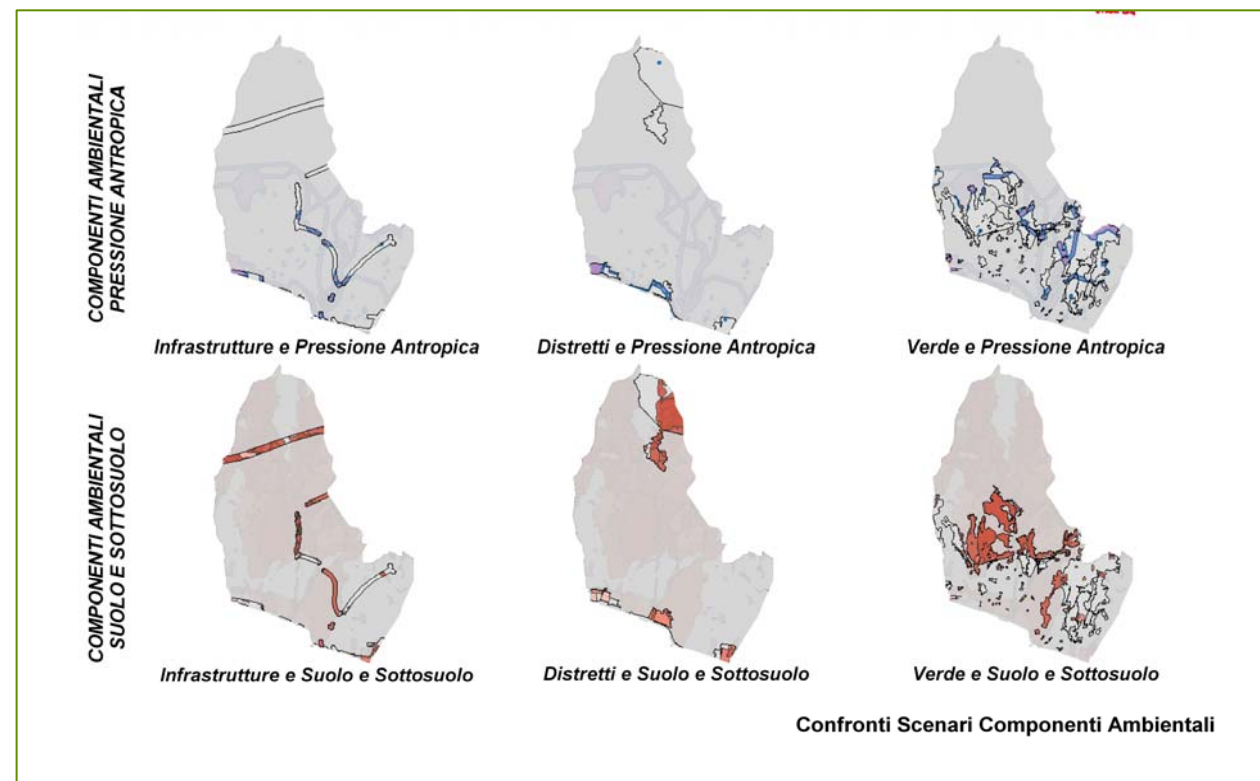 COMPONENTI AMBIENTALI
PRESSIONE ANTROPICA
Infrastrutture e Pressione Antropica
Distretti e Pressione Antropica
Verde e Pressione Antropica
COMPONENTI AMBIENTALI
SUOLO E SOTTOSUOLO
Infrastrutture e Suolo e Sottosuolo
Distretti e Suolo e Sottosuolo
Verde e Suolo e Sottosuolo
Confronti Scenari Componenti Ambientali